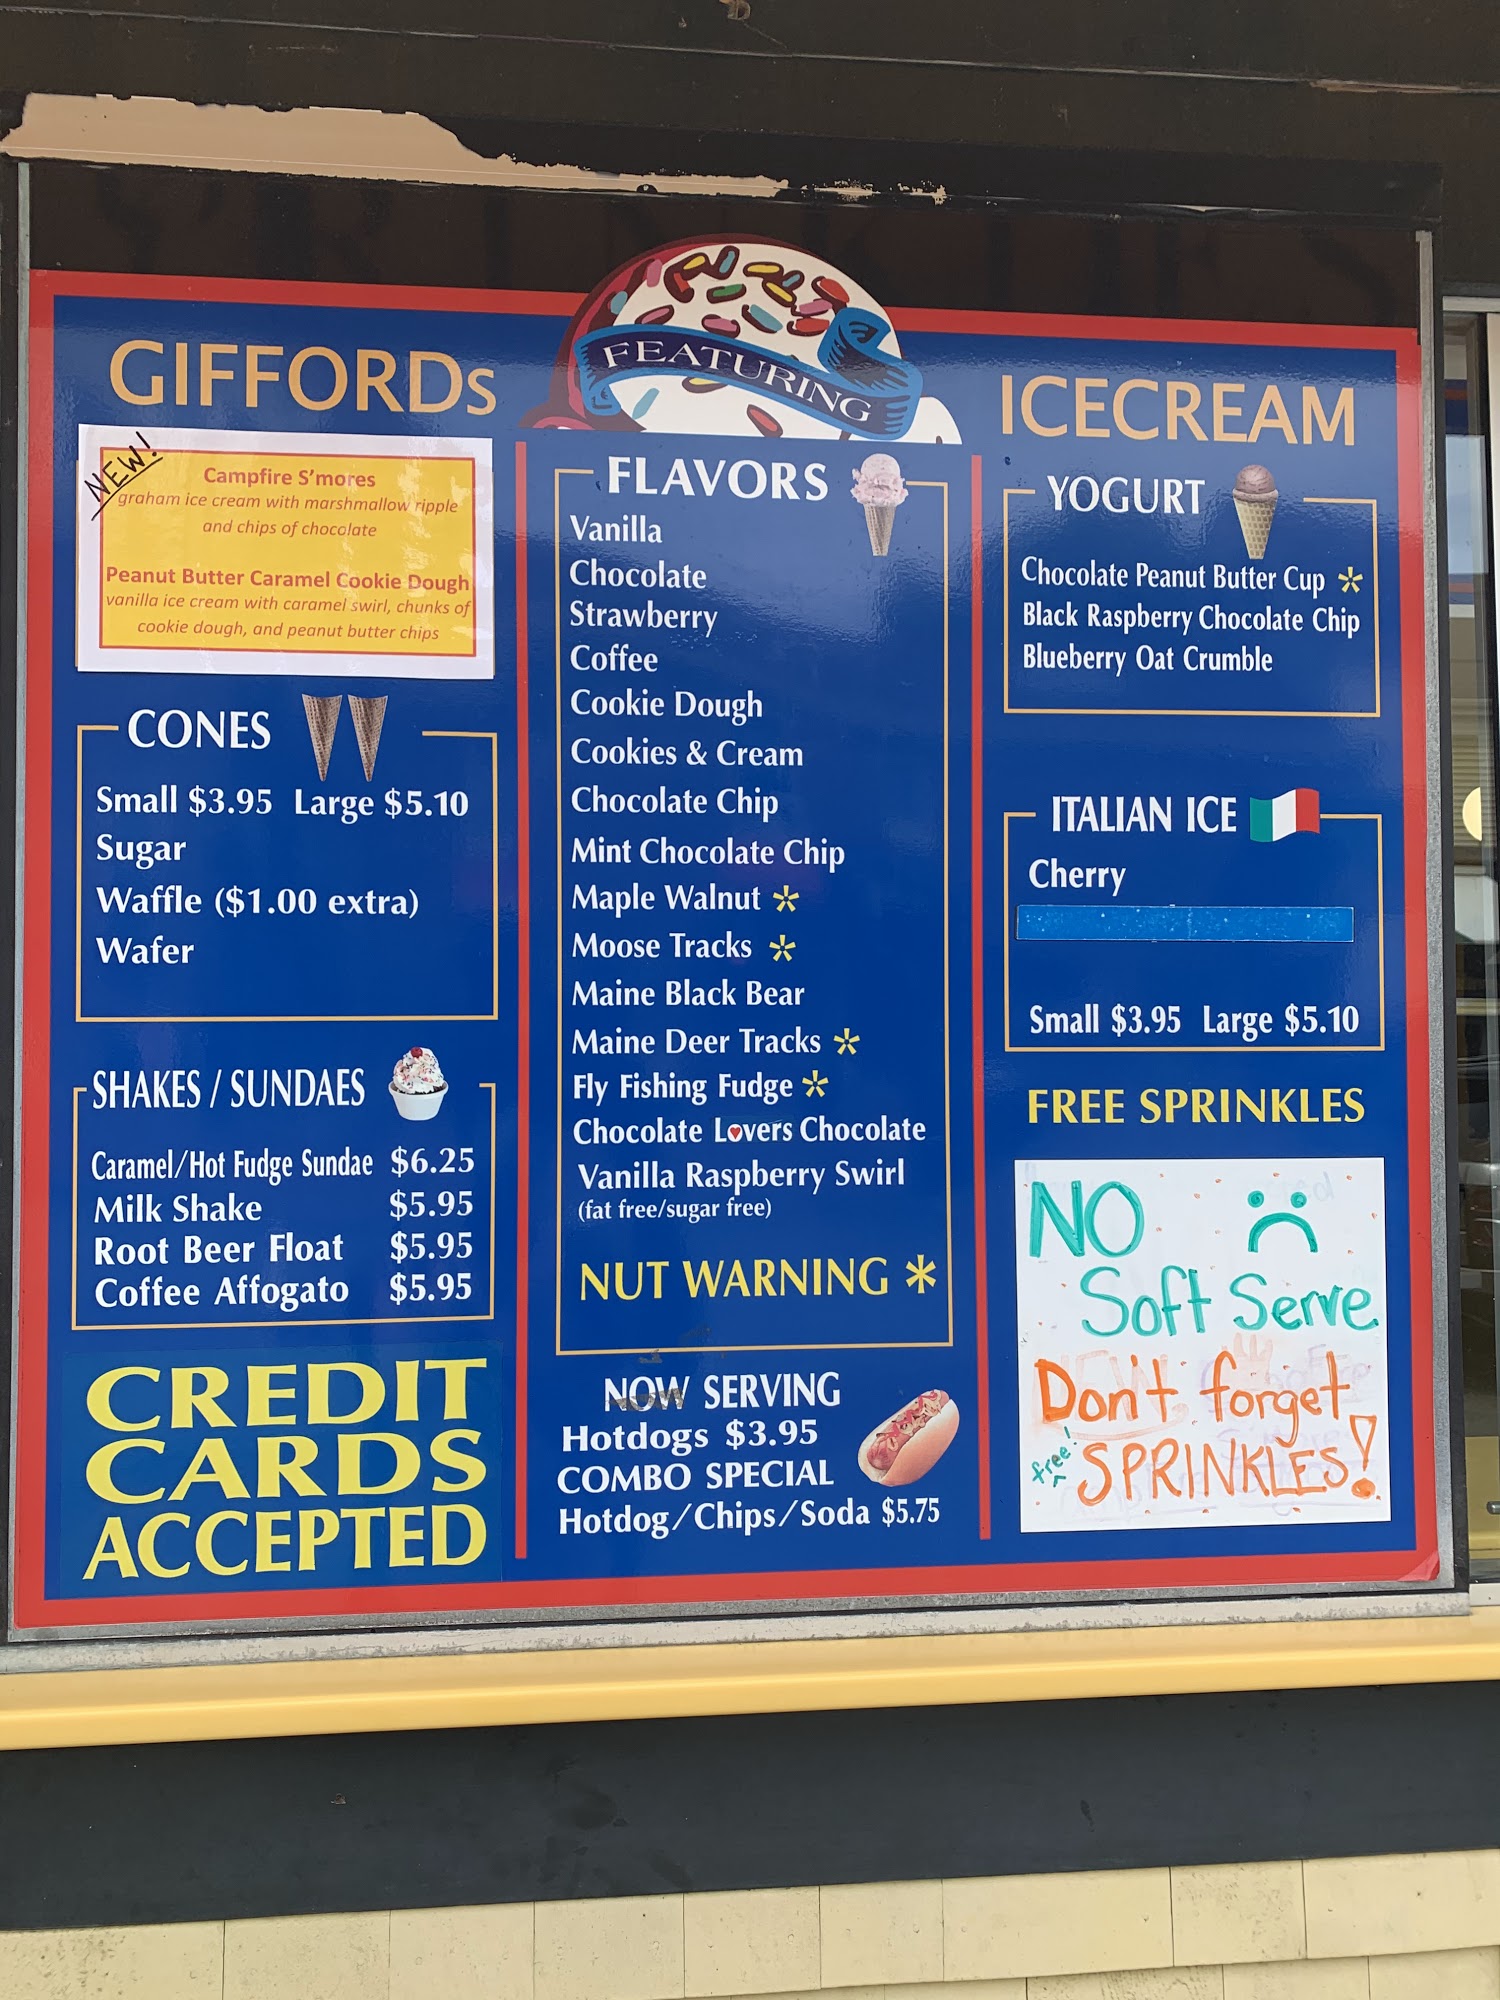 FEATURING
GIFFORDs
ICECREAM
NEW!
Campfire S'mores
graham ice cream with marshmallow ripple
and chips of chocolate
Peanut Butter Caramel Cookie Dough
vanilla ice cream with caramel swirl, chunks of
cookie dough, and peanut butter chips
CONES
Small $3.95 Large $5.10
Sugar
Waffle ($1.00 extra)
Wafer
SHAKES / SUNDAES
Caramel/Hot Fudge Sundae $6.25
Milk Shake $5.95
Root Beer Float $5.95
Coffee Affogato $5.95
CREDIT
CARDS
ACCEPTED
FLAVORS
Vanilla
Chocolate
Strawberry
Coffee
Cookie Dough
Cookies & Cream
Chocolate Chip
Mint Chocolate Chip
Maple Walnut *
Moose Tracks *
Maine Black Bear
Maine Deer Tracks *
Fly Fishing Fudge *
Chocolate Lovers Chocolate
Vanilla Raspberry Swirl
(fat free/sugar free)
NUT WARNING *
NOW SERVING
Hotdogs $3.95
COMBO SPECIAL
Hotdog/Chips/Soda $5.75
YOGURT
Chocolate Peanut Butter Cup *
Black Raspberry Chocolate Chip
Blueberry Oat Crumble
ITALIAN ICE
Cherry
Small $3.95 Large $5.10
FREE SPRINKLES
NO
Soft Serve
Don't forget
free! SPRINKLES!